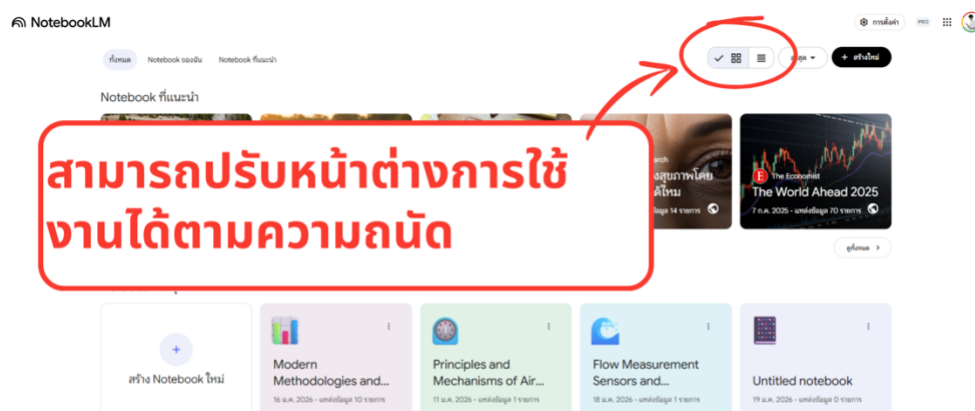 NotebookLM
การตั้งค่า
PRO
ทั้งหมด
Notebook ของฉัน
Notebook ที่แนะนำ
+ สร้างใหม่
Notebook ที่แนะนำ
สามารถปรับหน้าต่างการใช้
งานได้ตามความถนัด
The Economist
The World Ahead 2025
7 ก.ค. 2025 - แหล่งข้อมูล 70 รายการ
14 รายการ
ดูทั้งหมด >
+
สร้าง Notebook ใหม่
Modern
Methodologies and...
16 ม.ค. 2026 - แหล่งข้อมูล 10 รายการ
Principles and
Mechanisms of Air...
11 ม.ค. 2026 - แหล่งข้อมูล 1 รายการ
Flow Measurement
Sensors and...
18 ม.ค. 2026 - แหล่งข้อมูล 1 รายการ
Untitled notebook
19 ม.ค. 2026 - แหล่งข้อมูล 0 รายการ